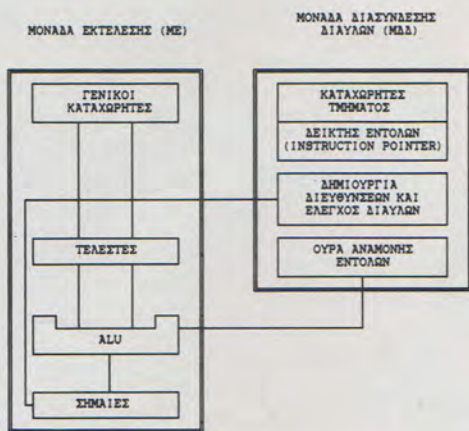 ΜΟΝΑΔΑ ΕΚΤΕΛΕΣΗΣ (ΜΕ)
ΓΕΝΙΚΟΙ
ΚΑΤΑΧΩΡΗΤΕΣ
ΤΕΛΕΣΤΕΣ
ALU
ΣΗΜΑΙΕΣ
ΜΟΝΑΔΑ ΔΙΑΣΥΝΔΕΣΗΣ
ΔΙΑΥΛΩΝ (ΜΔΔ)
ΚΑΤΑΧΩΡΗΤΕΣ
ΤΜΗΜΑΤΟΣ
ΔΕΙΚΤΗΣ ΕΝΤΟΛΩΝ
(INSTRUCTION POINTER)
ΔΗΜΙΟΥΡΓΙΑ
ΔΙΕΥΘΥΝΣΕΩΝ ΚΑΙ
ΕΛΕΓΧΟΣ ΔΙΑΥΛΩΝ
ΟΥΡΑ ΑΝΑΜΟΝΗΣ
ΕΝΤΟΛΩΝ